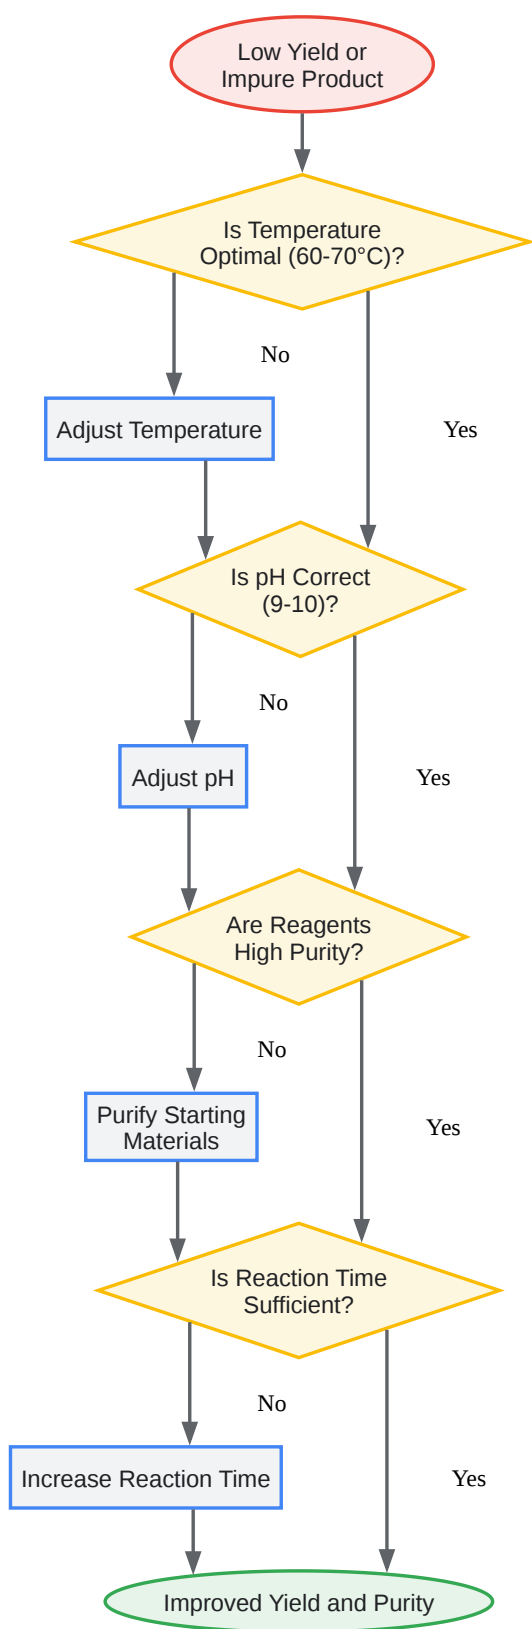 Low Yield or
Impure Product
Is Temperature
Optimal (60-70°C)?
No
Yes
Adjust Temperature
Is pH Correct
(9-10)?
No
Yes
Adjust pH
Are Reagents
High Purity?
No
Yes
Purify Starting
Materials
Is Reaction Time
Sufficient?
No
Yes
Increase Reaction Time
Improved Yield and Purity